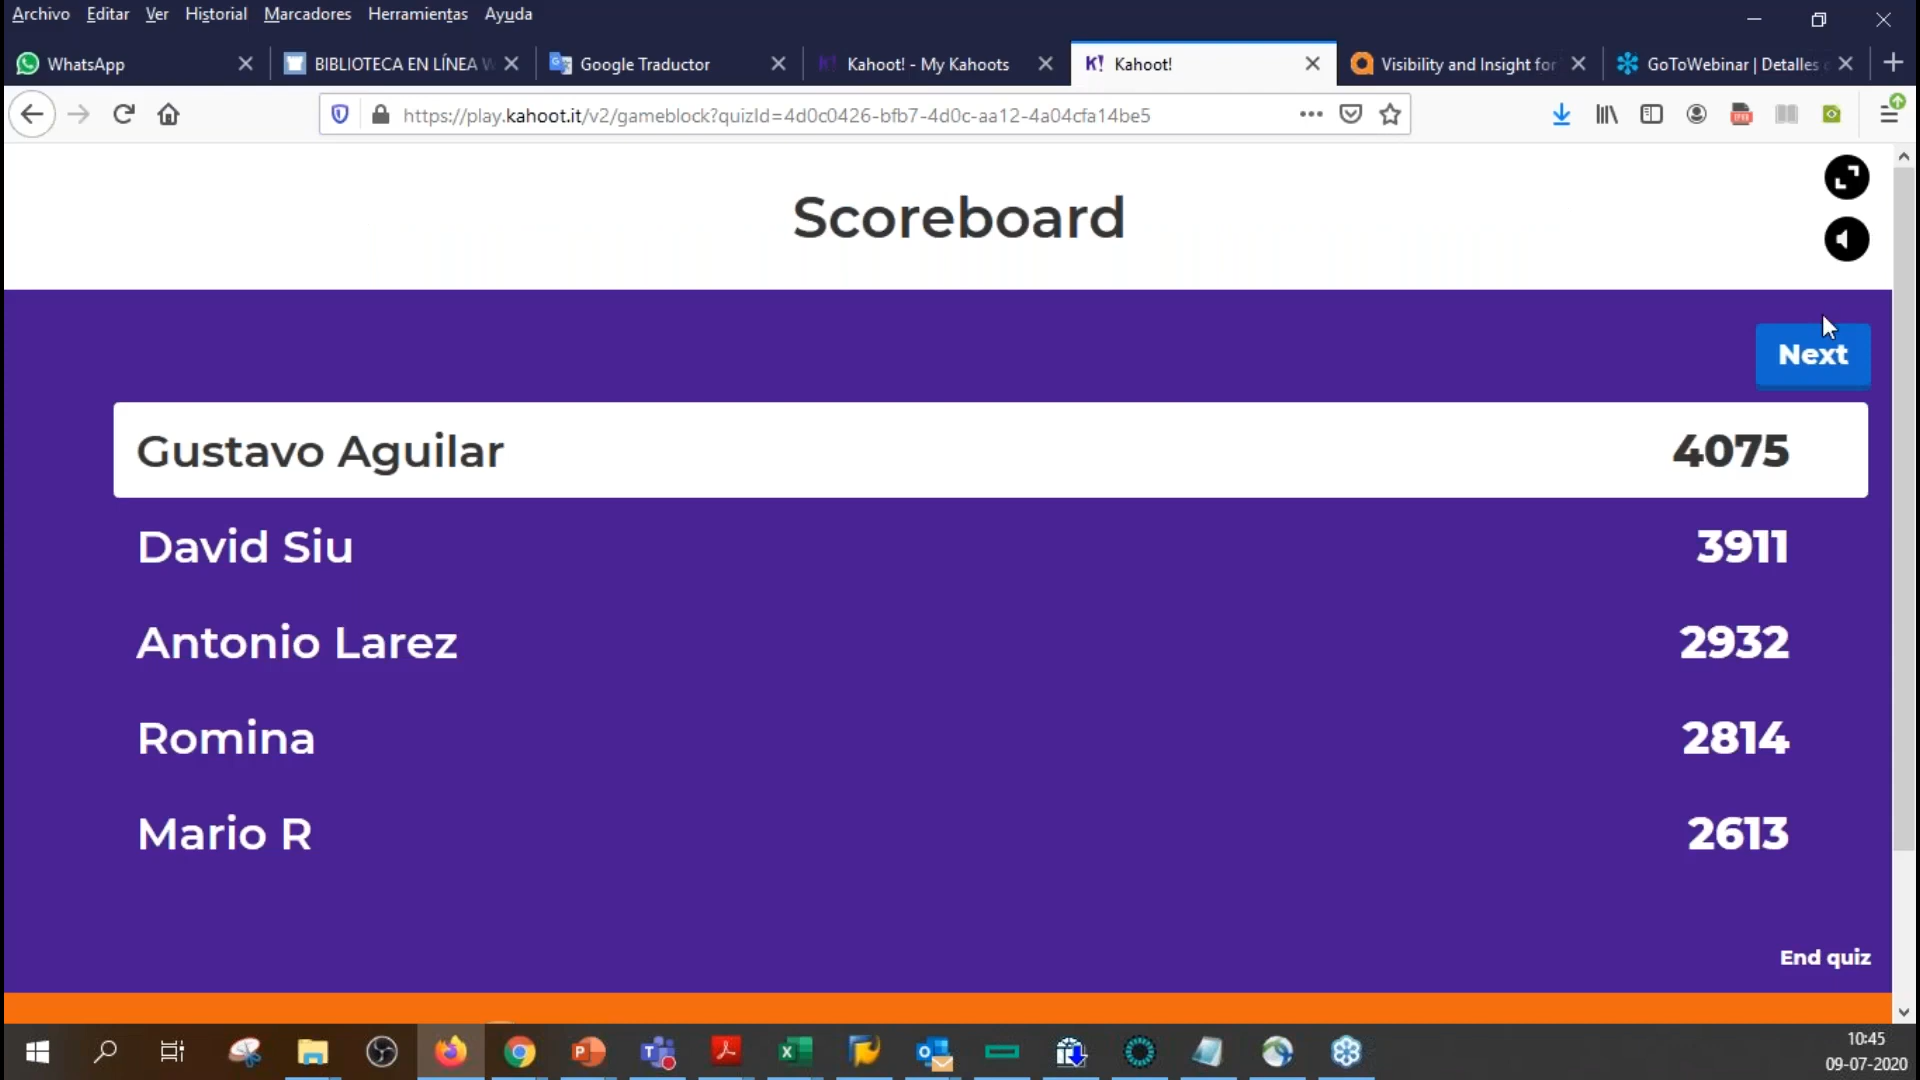 Archivo Editar Ver Historial Marcadores Herramientas Ayuda
WhatsApp BIBLIOTECA EN LÍNEA Google Traductor Kahoot! - My Kahoots K! Kahoot! Visibility and Insight for GoToWebinar | Detalles
https://play.kahoot.it/v2/gameblock?quizId=4d0c0426-bfb7-4d0c-aa12-4a04cfa14be5
Scoreboard
Next
Gustavo Aguilar 4075
David Siu 3911
Antonio Larez 2932
Romina 2814
Mario R 2613
End quiz
10:45
09-07-2020